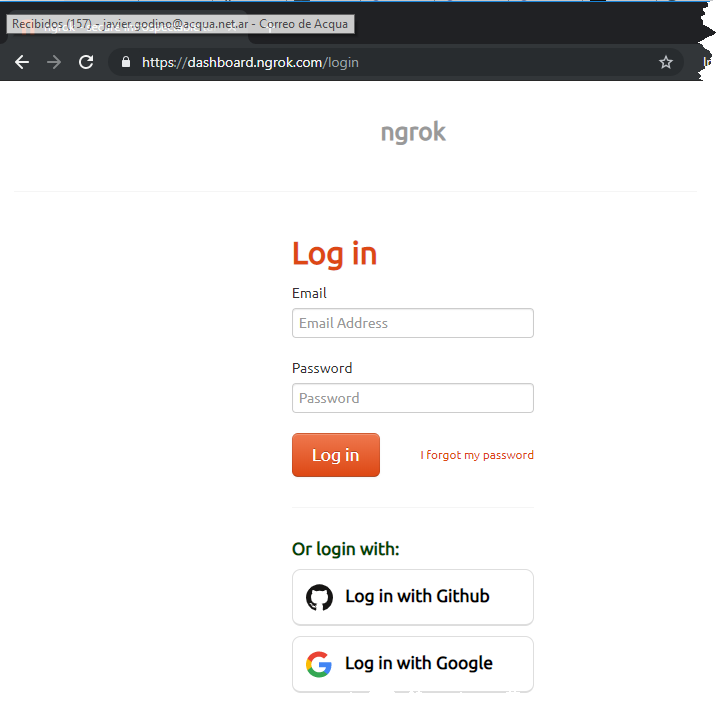 Recibidos (157) - javier.godino@acqua.net.ar - Correo de Acqua
https://dashboard.ngrok.com/login
ngrok
Log in
Email
Email Address
Password
Password
Log in
I forgot my password
Or login with:
Log in with Github
Log in with Google